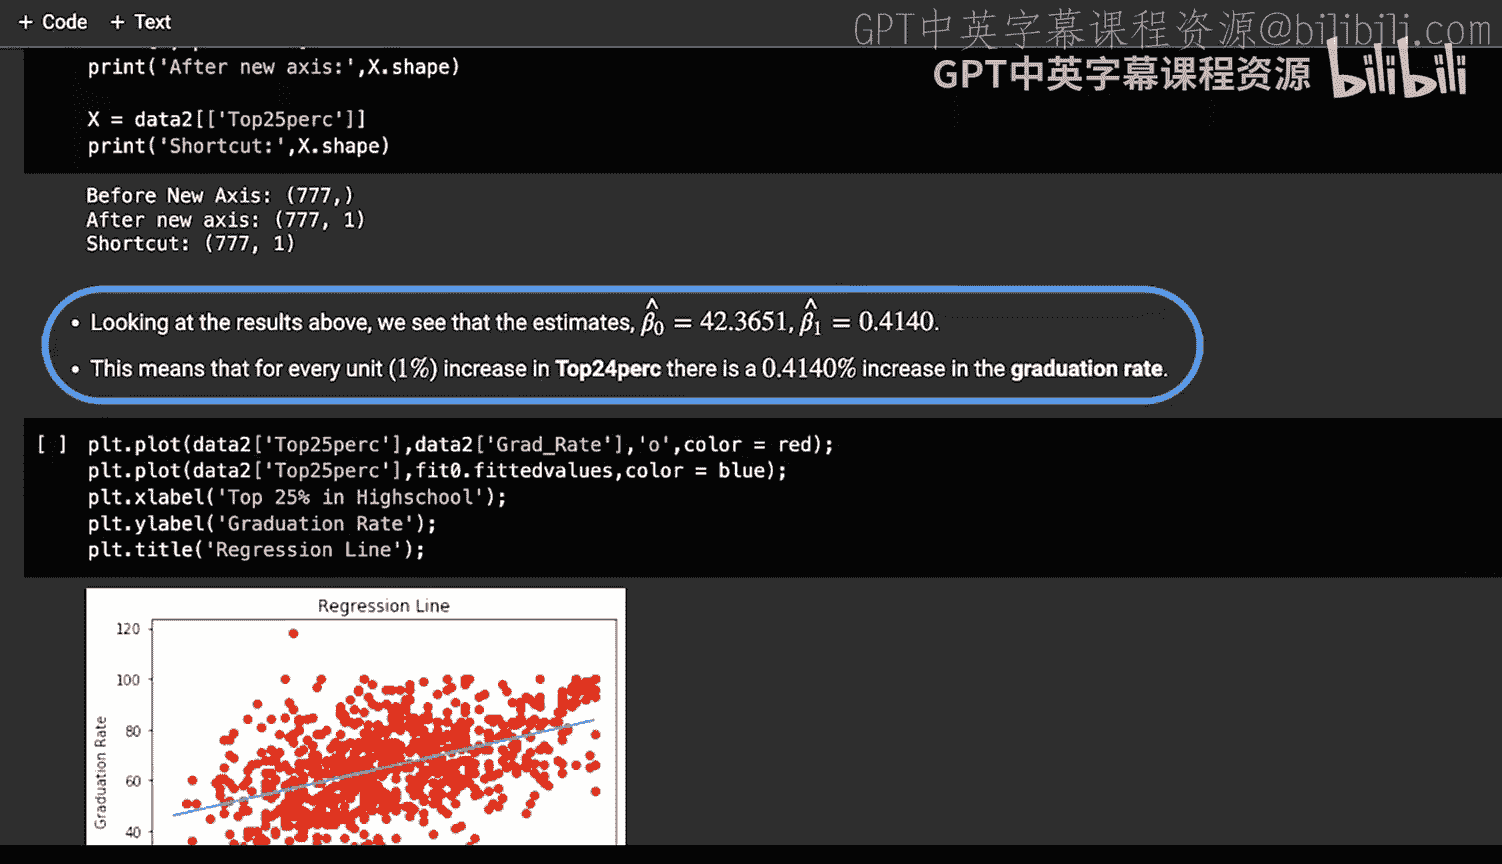 + Code + Text
GPT中英字幕课程资源@bilibili.com
GPT中英字幕课程资源 bilibili
print('After new axis:',X.shape)
X = data2[['Top25perc']]
print('Shortcut:',X.shape)
Before New Axis: (777,)
After new axis: (777, 1)
Shortcut: (777, 1)
• Looking at the results above, we see that the estimates, β̂₀ = 42.3651, β̂₁ = 0.4140.
• This means that for every unit (1%) increase in Top24perc there is a 0.4140% increase in the graduation rate.
[ ] plt.plot(data2['Top25perc'],data2['Grad_Rate'],'o',color = red);
plt.plot(data2['Top25perc'],fit0.fittedvalues,color = blue);
plt.xlabel('Top 25% in Highschool');
plt.ylabel('Graduation Rate');
plt.title('Regression Line');
Regression Line
120
100
80
60
40
Graduation Rate